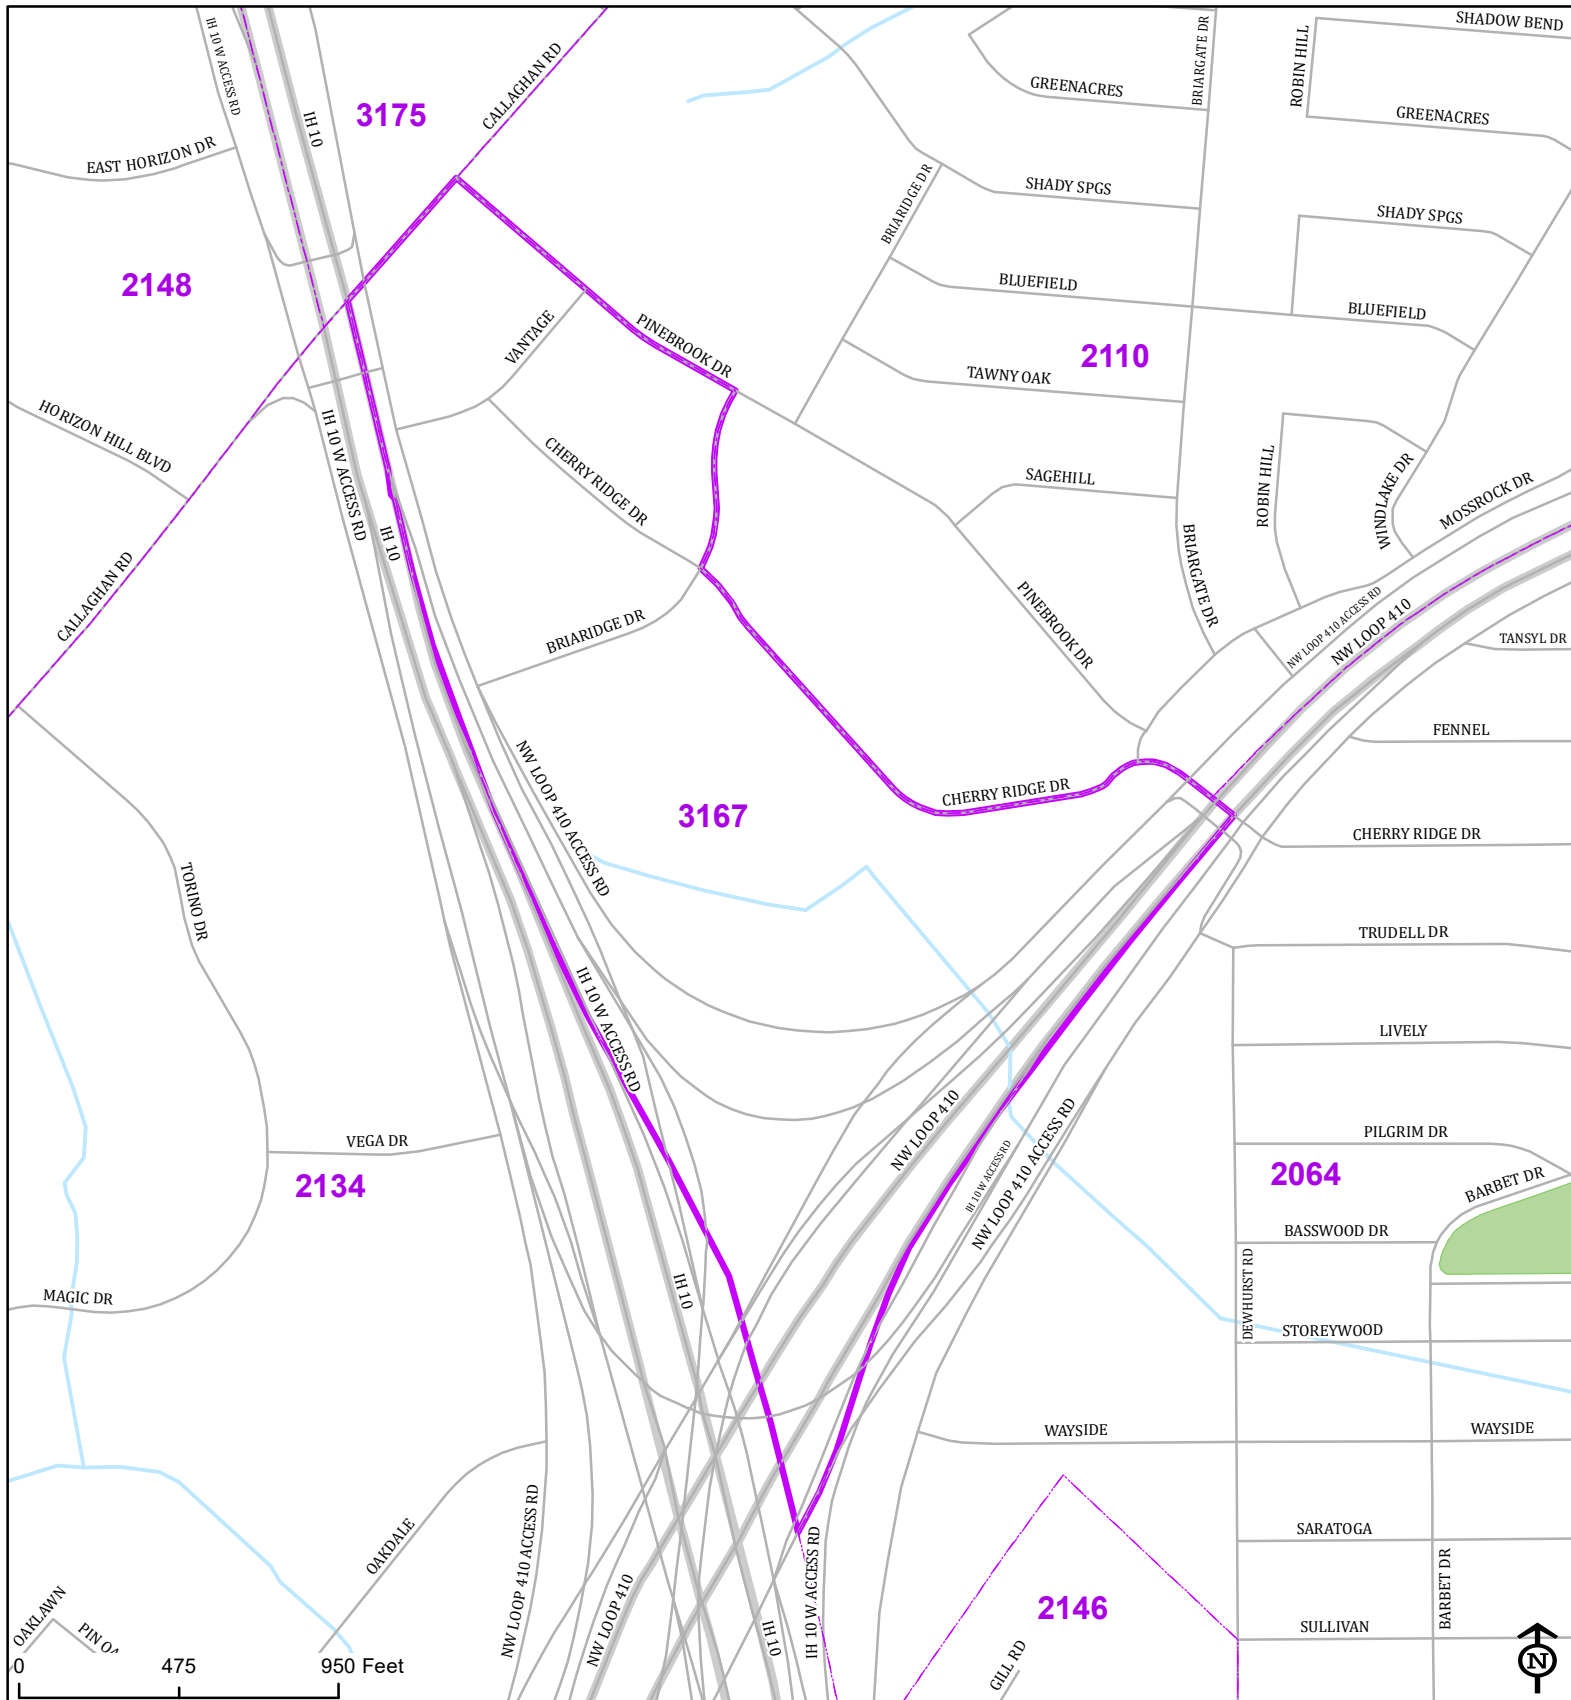 SHADOW BEND
IH 10 W ACCESS RD
IH 10
3175
CALLAGHAN RD
BRIARGATE DR
ROBIN HILL
GREENACRES
GREENACRES
EAST HORIZON DR
BRIARIDGE DR
SHADY SPGS
SHADY SPGS
2148
BLUEFIELD
BLUEFIELD
VANTAGE
PINEBROOK DR
2110
TAWNY OAK
HORIZON HILL BLVD
IH 10 W ACCESS RD
IH 10
CHERRY RIDGE DR
SAGEHILL
ROBIN HILL
WINDLAKE DR
MOSSROCK DR
CALLAGHAN RD
BRIARIDGE DR
PINEBROOK DR
BRIARGATE DR
NW LOOP 410 ACCESS RD
NW LOOP 410
TANSYL DR
FENNEL
NW LOOP 410 ACCESS RD
3167
CHERRY RIDGE DR
CHERRY RIDGE DR
TORINO DR
TRUDELL DR
IH 10 W ACCESS RD
LIVELY
NW LOOP 410
IH 10 W ACCESS RD
NW LOOP 410 ACCESS RD
VEGA DR
PILGRIM DR
2134
2064
BARBET DR
BASSWOOD DR
MAGIC DR
IH 10
DEWHURST RD
STOREYWOOD
WAYSIDE
WAYSIDE
OAKDALE
NW LOOP 410 ACCESS RD
NW LOOP 410
IH 10
IH 10 W ACCESS RD
SARATOGA
BARBET DR
2146
SULLIVAN
GILL RD
OAKLAWN
PIN OA
0 475 950 Feet
N